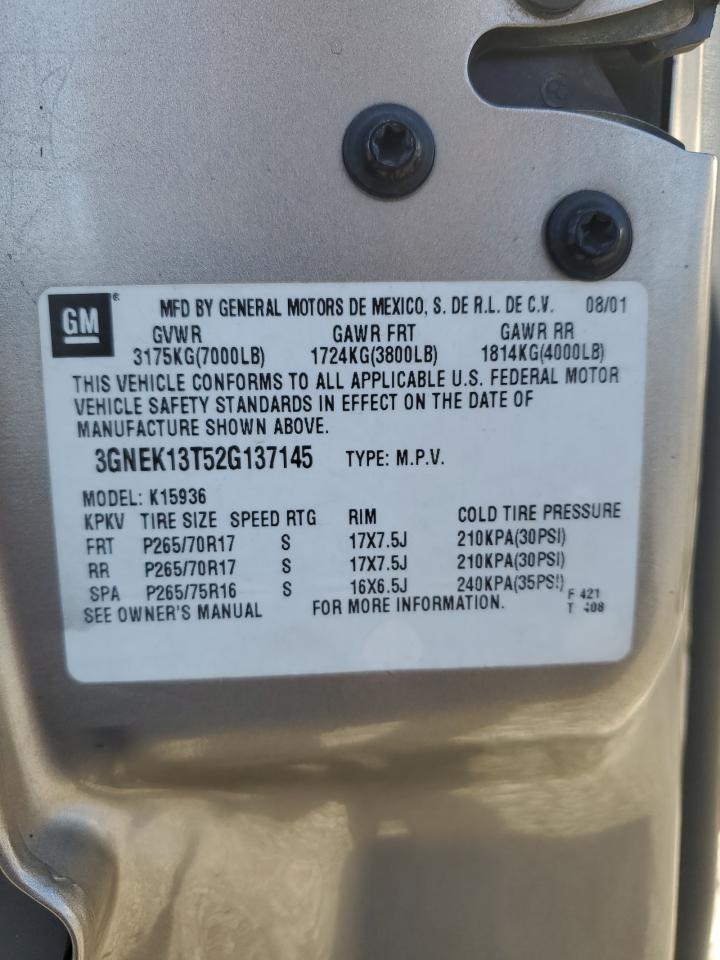 GM® MFD BY GENERAL MOTORS DE MEXICO, S. DE R.L. DE C.V. 08/01
GVWR GAWR FRT GAWR RR
3175KG(7000LB) 1724KG(3800LB) 1814KG(4000LB)
THIS VEHICLE CONFORMS TO ALL APPLICABLE U.S. FEDERAL MOTOR
VEHICLE SAFETY STANDARDS IN EFFECT ON THE DATE OF
MANUFACTURE SHOWN ABOVE.
3GNEK13T52G137145 TYPE: M.P.V.
MODEL: K15936
KPKV TIRE SIZE SPEED RTG RIM COLD TIRE PRESSURE
FRT P265/70R17 S 17X7.5J 210KPA(30PSI)
RR P265/70R17 S 17X7.5J 210KPA(30PSI)
SPA P265/75R16 S 16X6.5J 240KPA(35PSI) F 421
SEE OWNER'S MANUAL FOR MORE INFORMATION. T 408